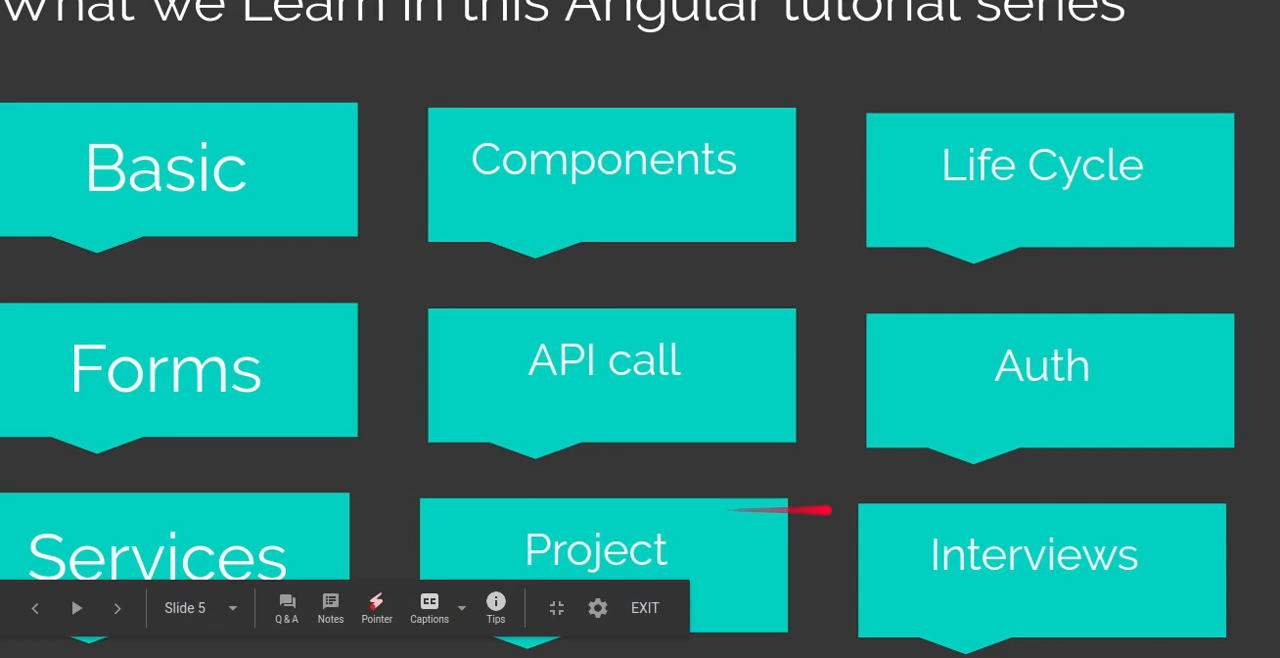 What we Learn in this Angular tutorial series
Basic
Components
Life Cycle
Forms
API call
Auth
Services
Project
Interviews
Slide 5
Q & A
Notes
Pointer
CC
Captions
Tips
EXIT